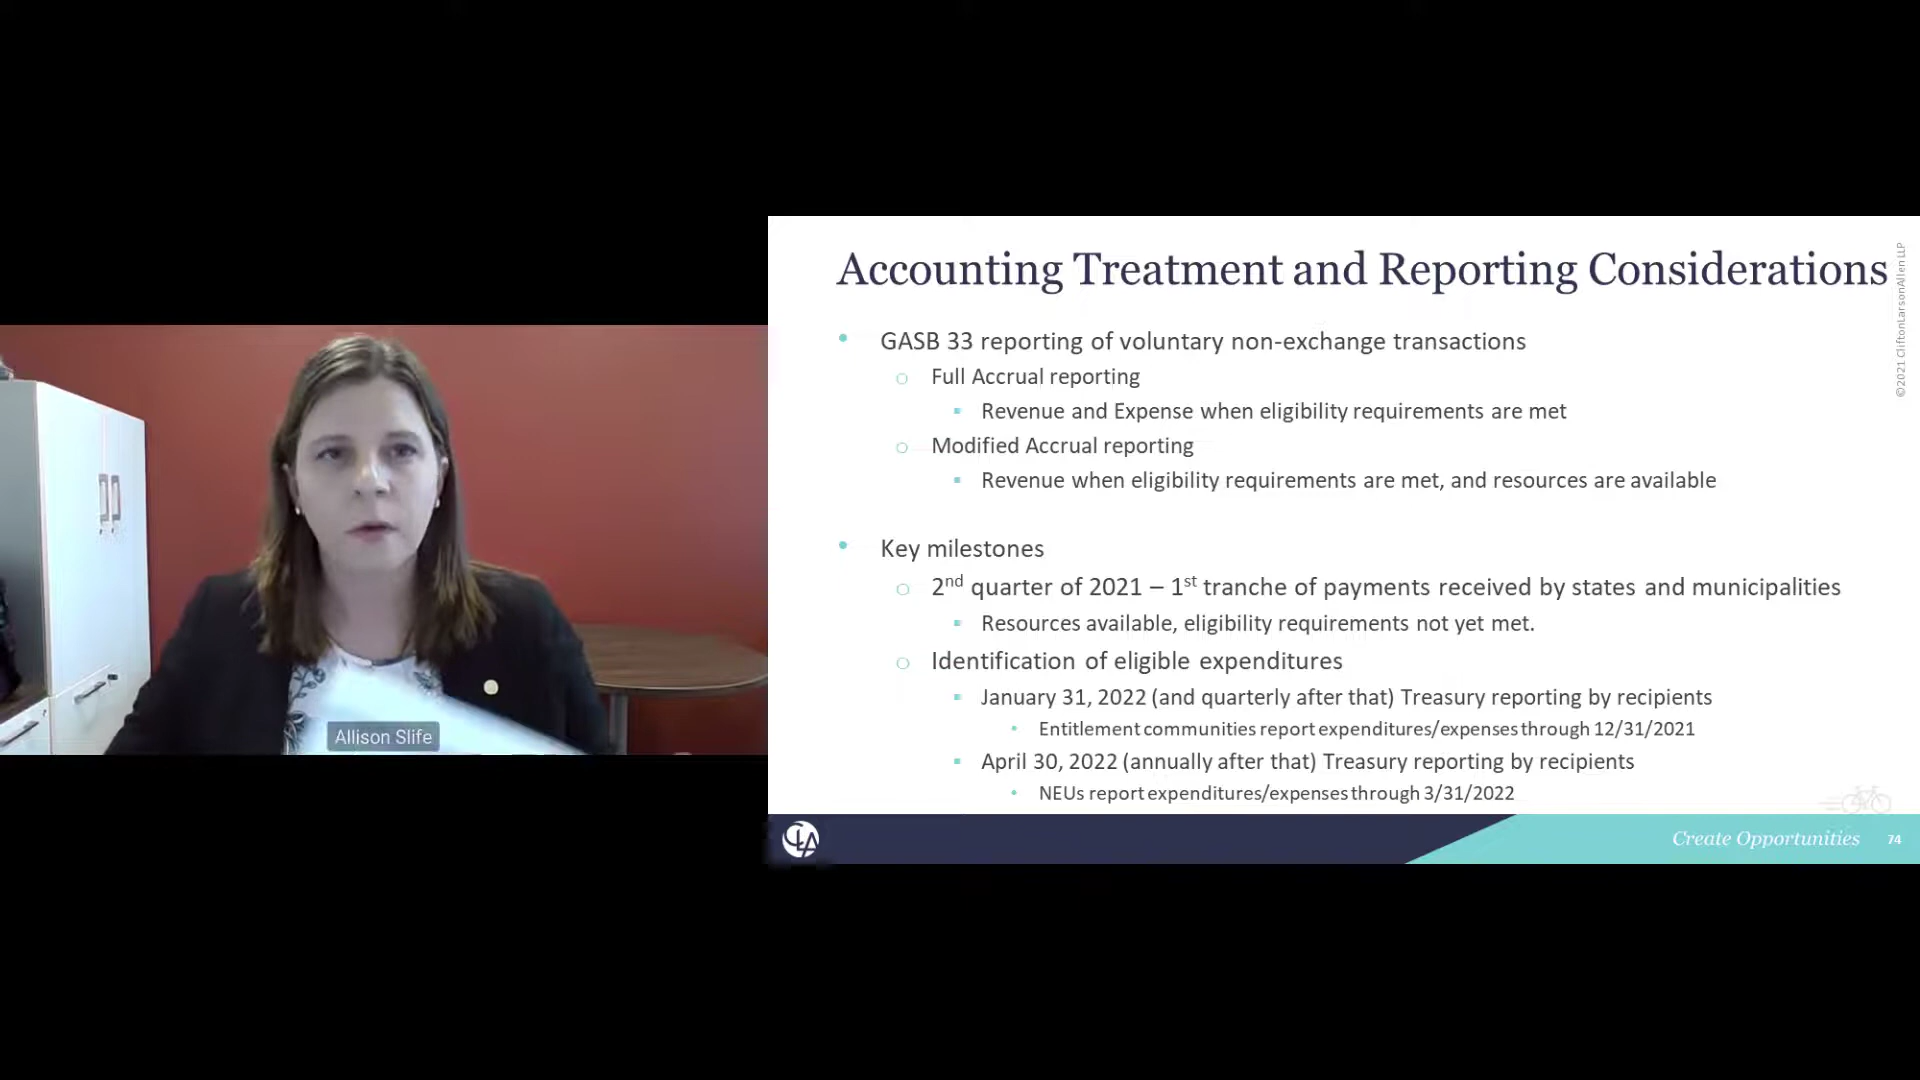 Allison Slife
Accounting Treatment and Reporting Considerations
• GASB 33 reporting of voluntary non-exchange transactions
○ Full Accrual reporting
▪ Revenue and Expense when eligibility requirements are met
○ Modified Accrual reporting
▪ Revenue when eligibility requirements are met, and resources are available
• Key milestones
○ 2nd quarter of 2021 – 1st tranche of payments received by states and municipalities
▪ Resources available, eligibility requirements not yet met.
○ Identification of eligible expenditures
▪ January 31, 2022 (and quarterly after that) Treasury reporting by recipients
• Entitlement communities report expenditures/expenses through 12/31/2021
▪ April 30, 2022 (annually after that) Treasury reporting by recipients
• NEUs report expenditures/expenses through 3/31/2022
©2021 CliftonLarsonAllen LLP
CLA
Create Opportunities 74